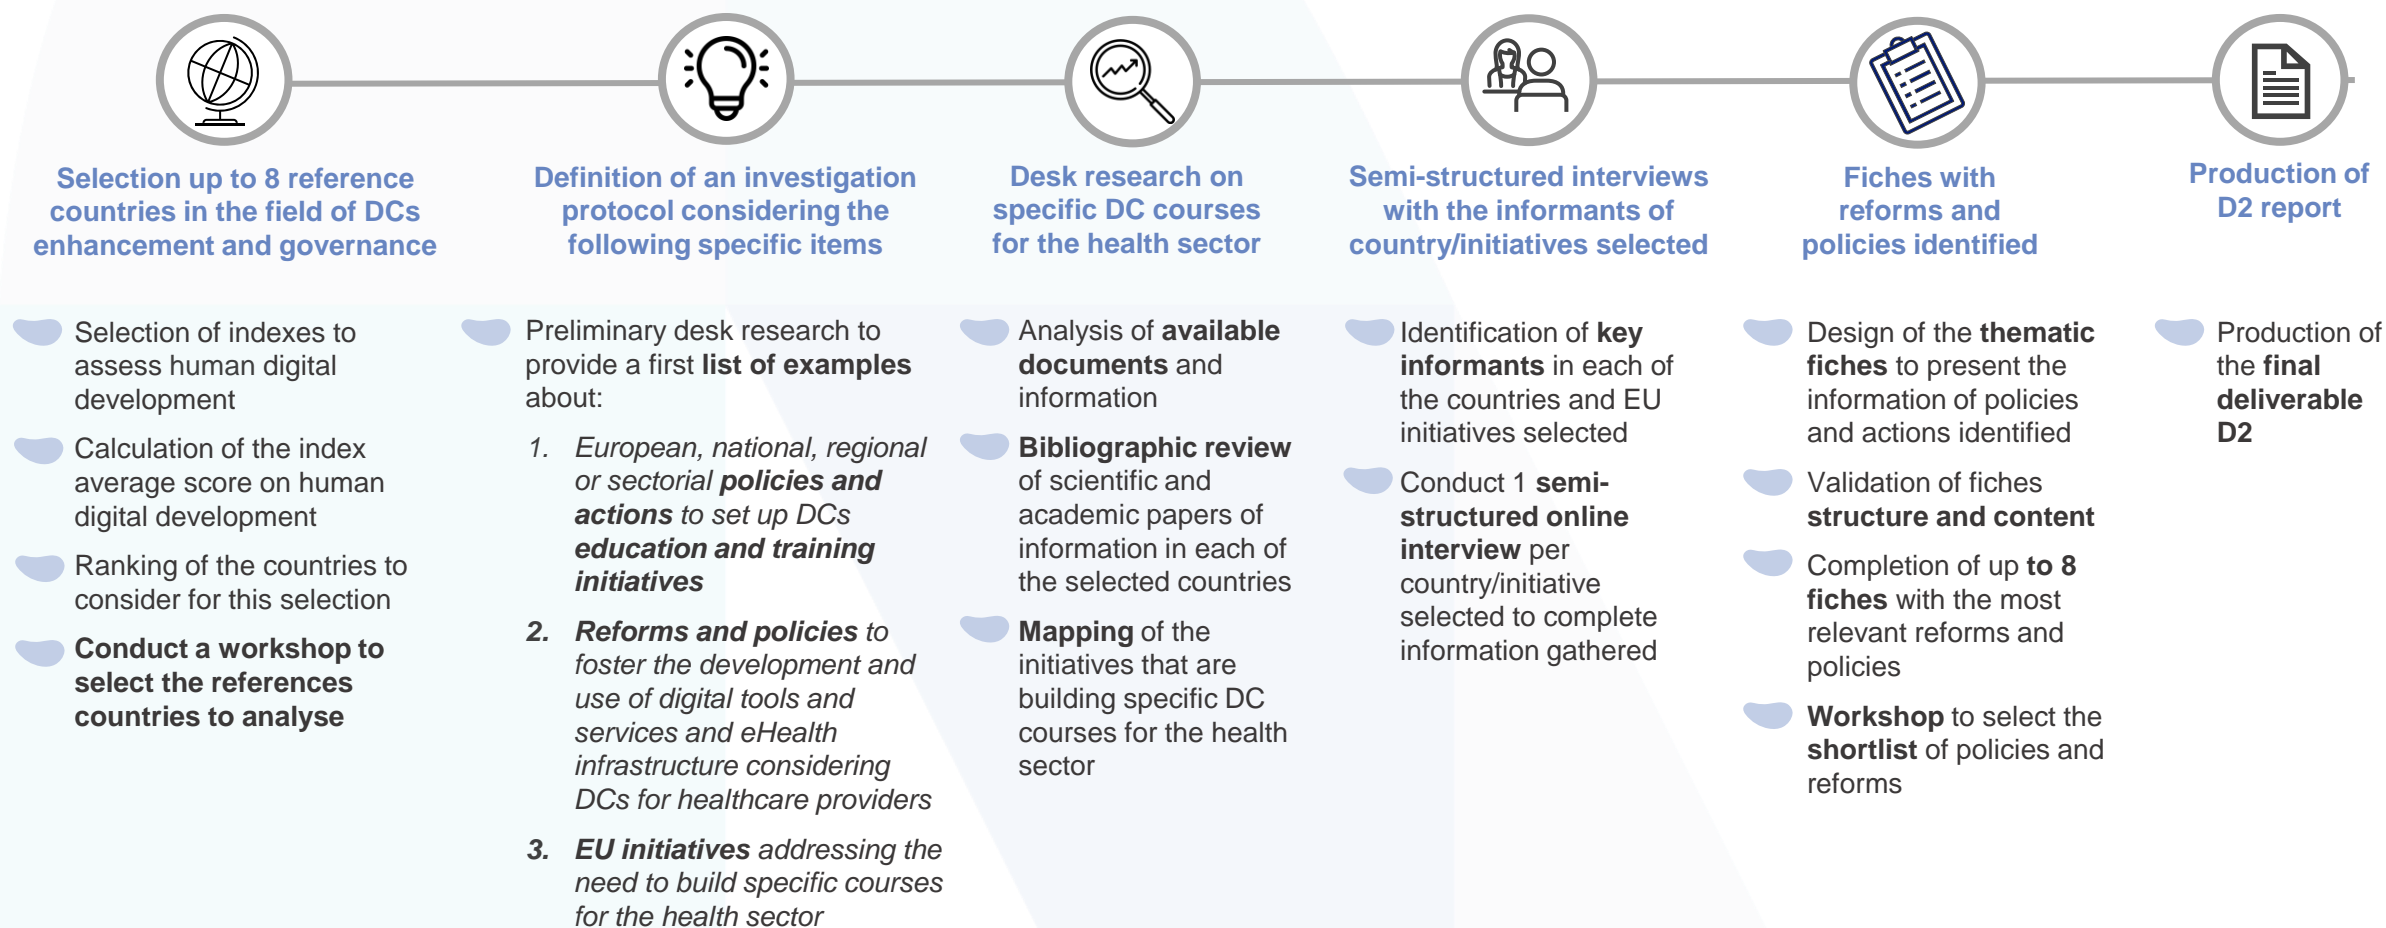 Selection up to 8 reference
countries in the field of DCs
enhancement and governance
Selection of indexes to
assess human digital
development
Calculation of the index
average score on human
digital development
Ranking of the countries to
consider for this selection
Conduct a workshop to
select the references
countries to analyse
Definition of an investigation
protocol considering the
following specific items
Preliminary desk research to
provide a first list of examples
about:
1. European, national, regional
or sectorial policies and
actions to set up DCs
education and training
initiatives
2. Reforms and policies to
foster the development and
use of digital tools and
services and eHealth
infrastructure considering
DCs for healthcare providers
3. EU initiatives addressing the
need to build specific courses
for the health sector
Desk research on
specific DC courses
for the health sector
Analysis of available
documents and
information
Bibliographic review
of scientific and
academic papers of
information in each of
the selected countries
Mapping of the
initiatives that are
building specific DC
courses for the health
sector
Semi-structured interviews
with the informants of
country/initiatives selected
Identification of key
informants in each of
the countries and EU
initiatives selected
Conduct 1 semi-
structured online
interview per
country/initiative
selected to complete
information gathered
Fiches with
reforms and
policies identified
Design of the thematic
fiches to present the
information of policies
and actions identified
Validation of fiches
structure and content
Completion of up to 8
fiches with the most
relevant reforms and
policies
Workshop to select the
shortlist of policies and
reforms
Production of
D2 report
Production of
the final
deliverable
D2